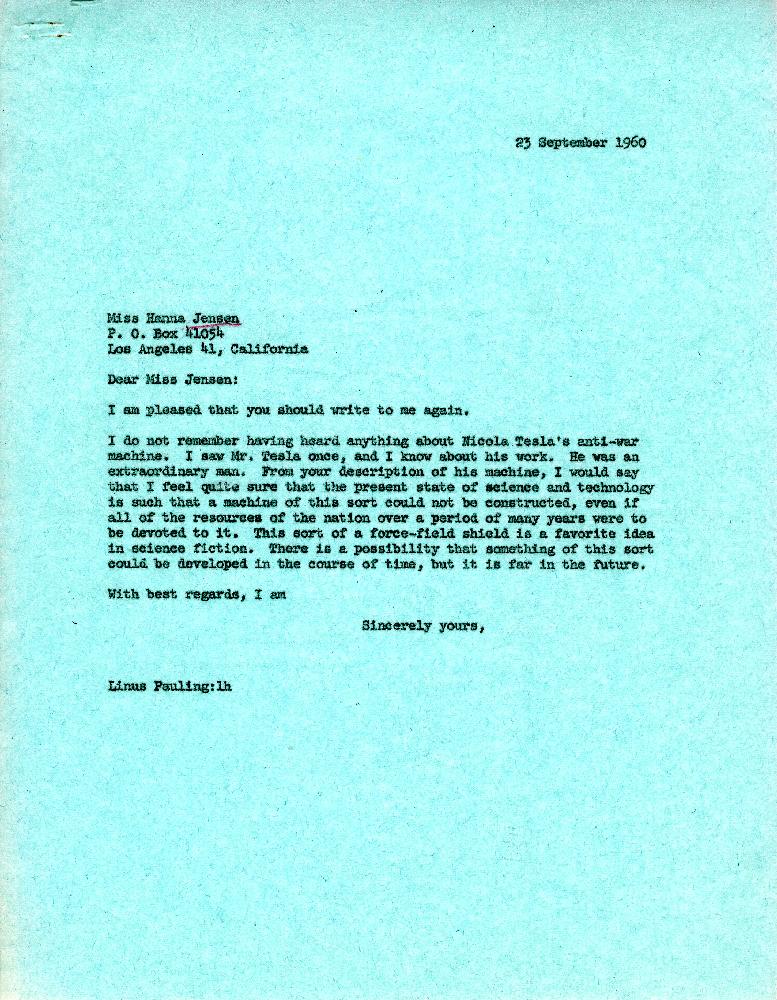 23 September 1960
Miss Hanna Jensen
P. O. Box 41054
Los Angeles 41, California
Dear Miss Jensen:
I am pleased that you should write to me again.
I do not remember having heard anything about Nicola Tesla's anti-war
machine. I saw Mr. Tesla once, and I know about his work. He was an
extraordinary man. From your description of his machine, I would say
that I feel quite sure that the present state of science and technology
is such that a machine of this sort could not be constructed, even if
all of the resources of the nation over a period of many years were to
be devoted to it. This sort of a force-field shield is a favorite idea
in science fiction. There is a possibility that something of this sort
could be developed in the course of time, but it is far in the future.
With best regards, I am
Sincerely yours,
Linus Pauling:lh